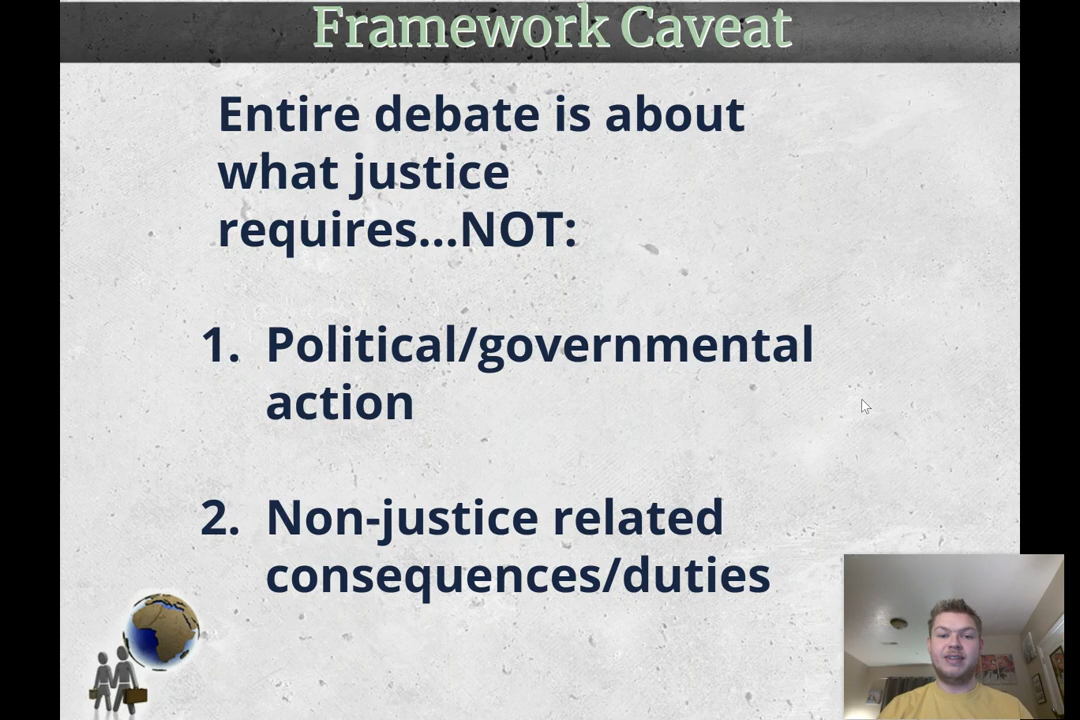 Framework Caveat
Entire debate is about
what justice
requires...NOT:
1. Political/governmental
action
2. Non-justice related
consequences/duties